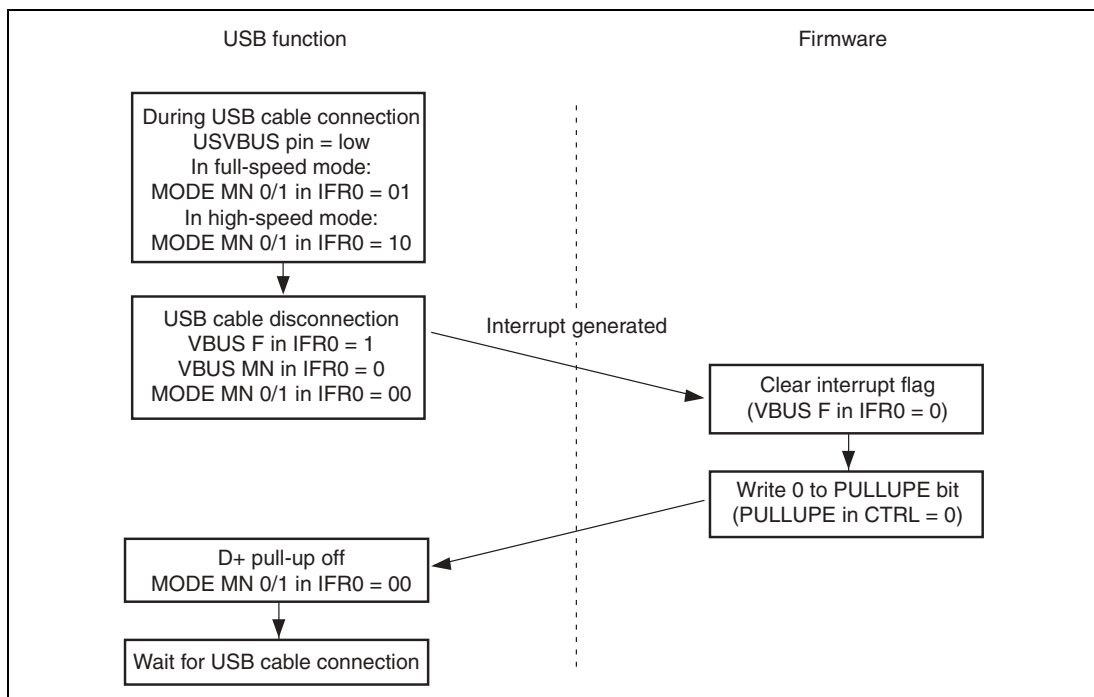 USB function
Firmware
During USB cable connection
USVBUS pin = low
In full-speed mode:
MODE MN 0/1 in IFR0 = 01
In high-speed mode:
MODE MN 0/1 in IFR0 = 10
USB cable disconnection
VBUS F in IFR0 = 1
VBUS MN in IFR0 = 0
MODE MN 0/1 in IFR0 = 00
Interrupt generated
Clear interrupt flag
(VBUS F in IFR0 = 0)
Write 0 to PULLUPE bit
(PULLUPE in CTRL = 0)
D+ pull-up off
MODE MN 0/1 in IFR0 = 00
Wait for USB cable connection